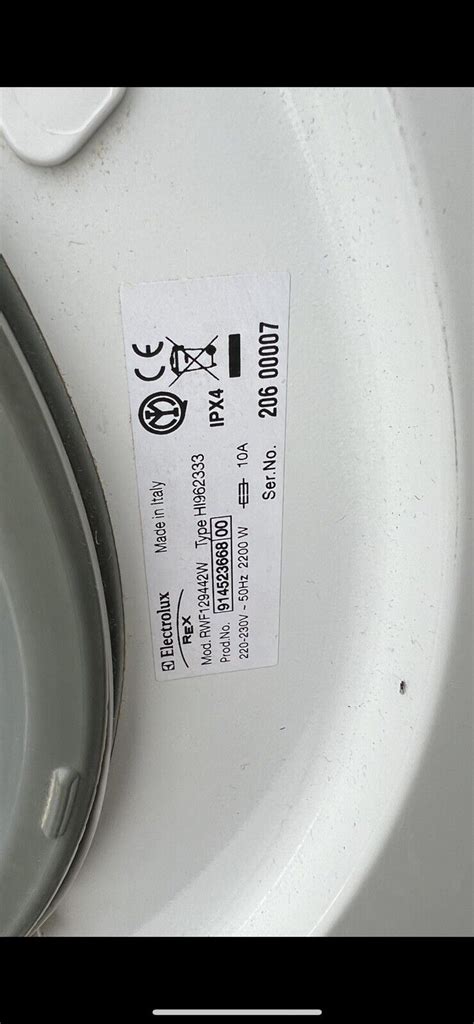 Electrolux
Made in Italy
REX
Mod. RWF129442W Type HI962333
Prod.No. 914523668 00
220-230V ~ 50Hz 2200 W 10A
IPX4
Ser.No. 206 00007